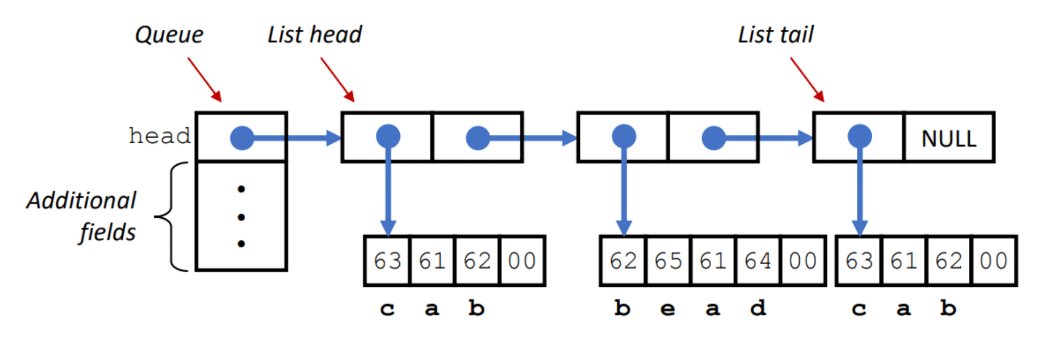 Queue List head List tail
head
NULL
Additional
fields
63 61 62 00 62 65 61 64 00 63 61 62 00
c a b b e a d c a b